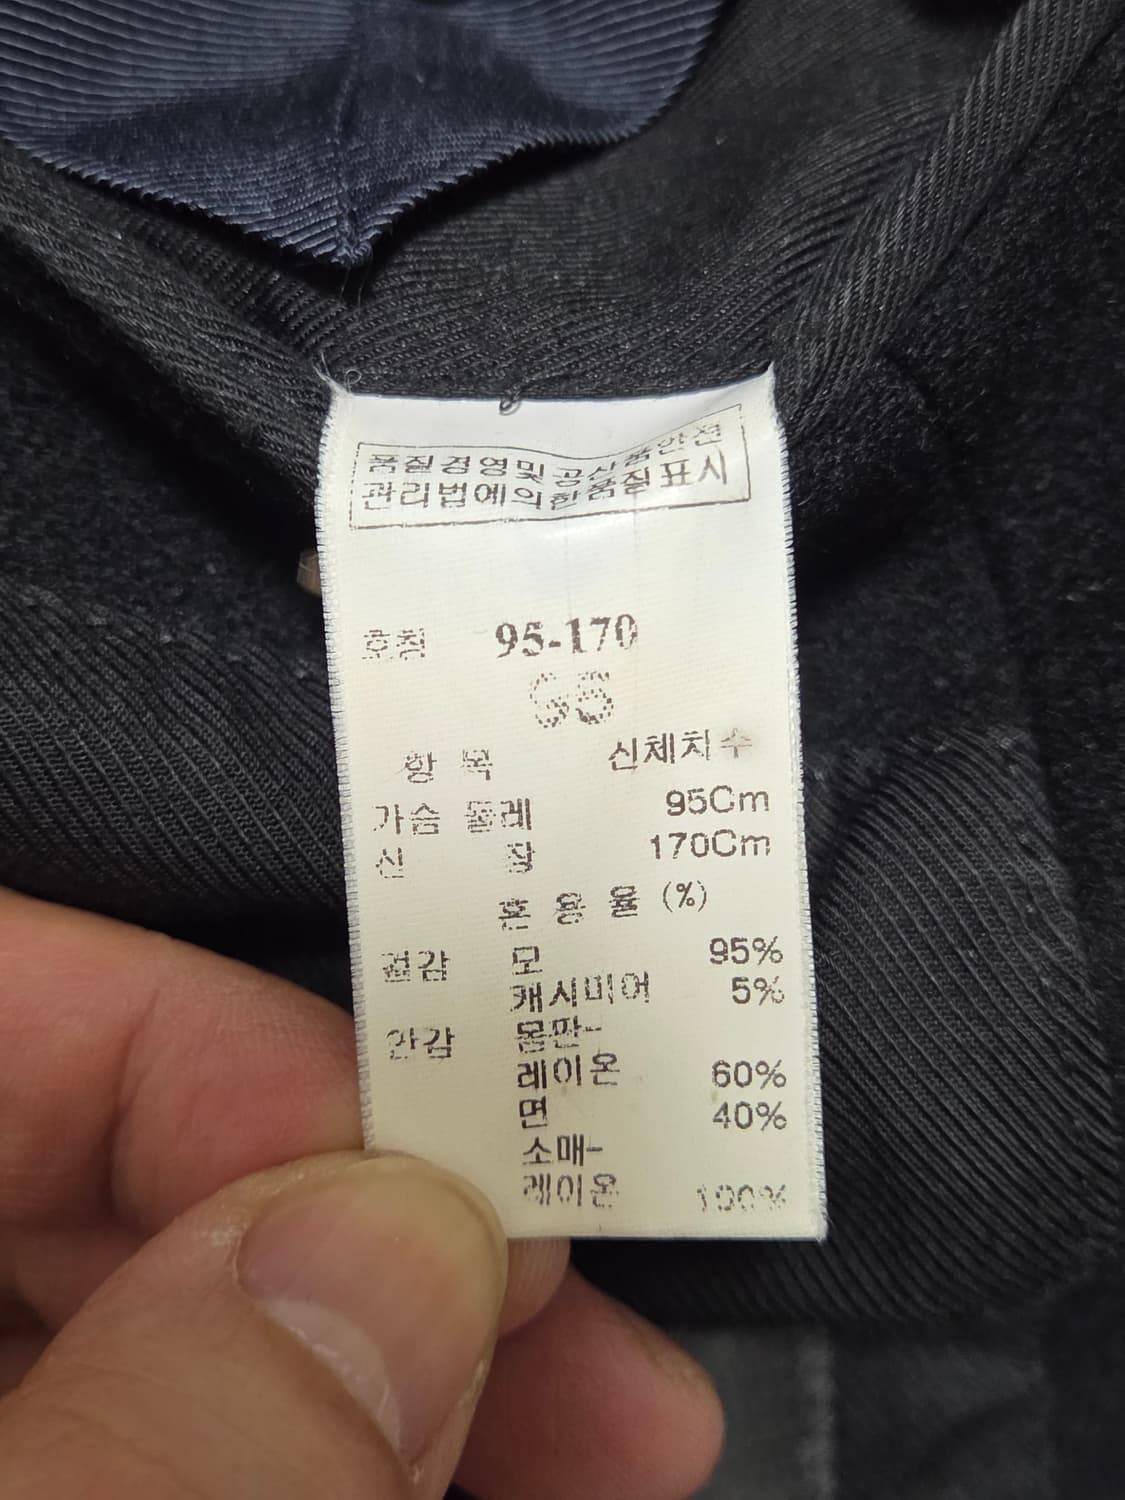 품질경영및공산품안전
관리법에의한품질표시
호칭 95-170
항 목 신체치수
가슴 둘레 95Cm
신 장 170Cm
혼 용 율 (%)
겉감 모 95%
캐시미어 5%
안감 몸판-
레이온 60%
면 40%
소매-
레이온 100%